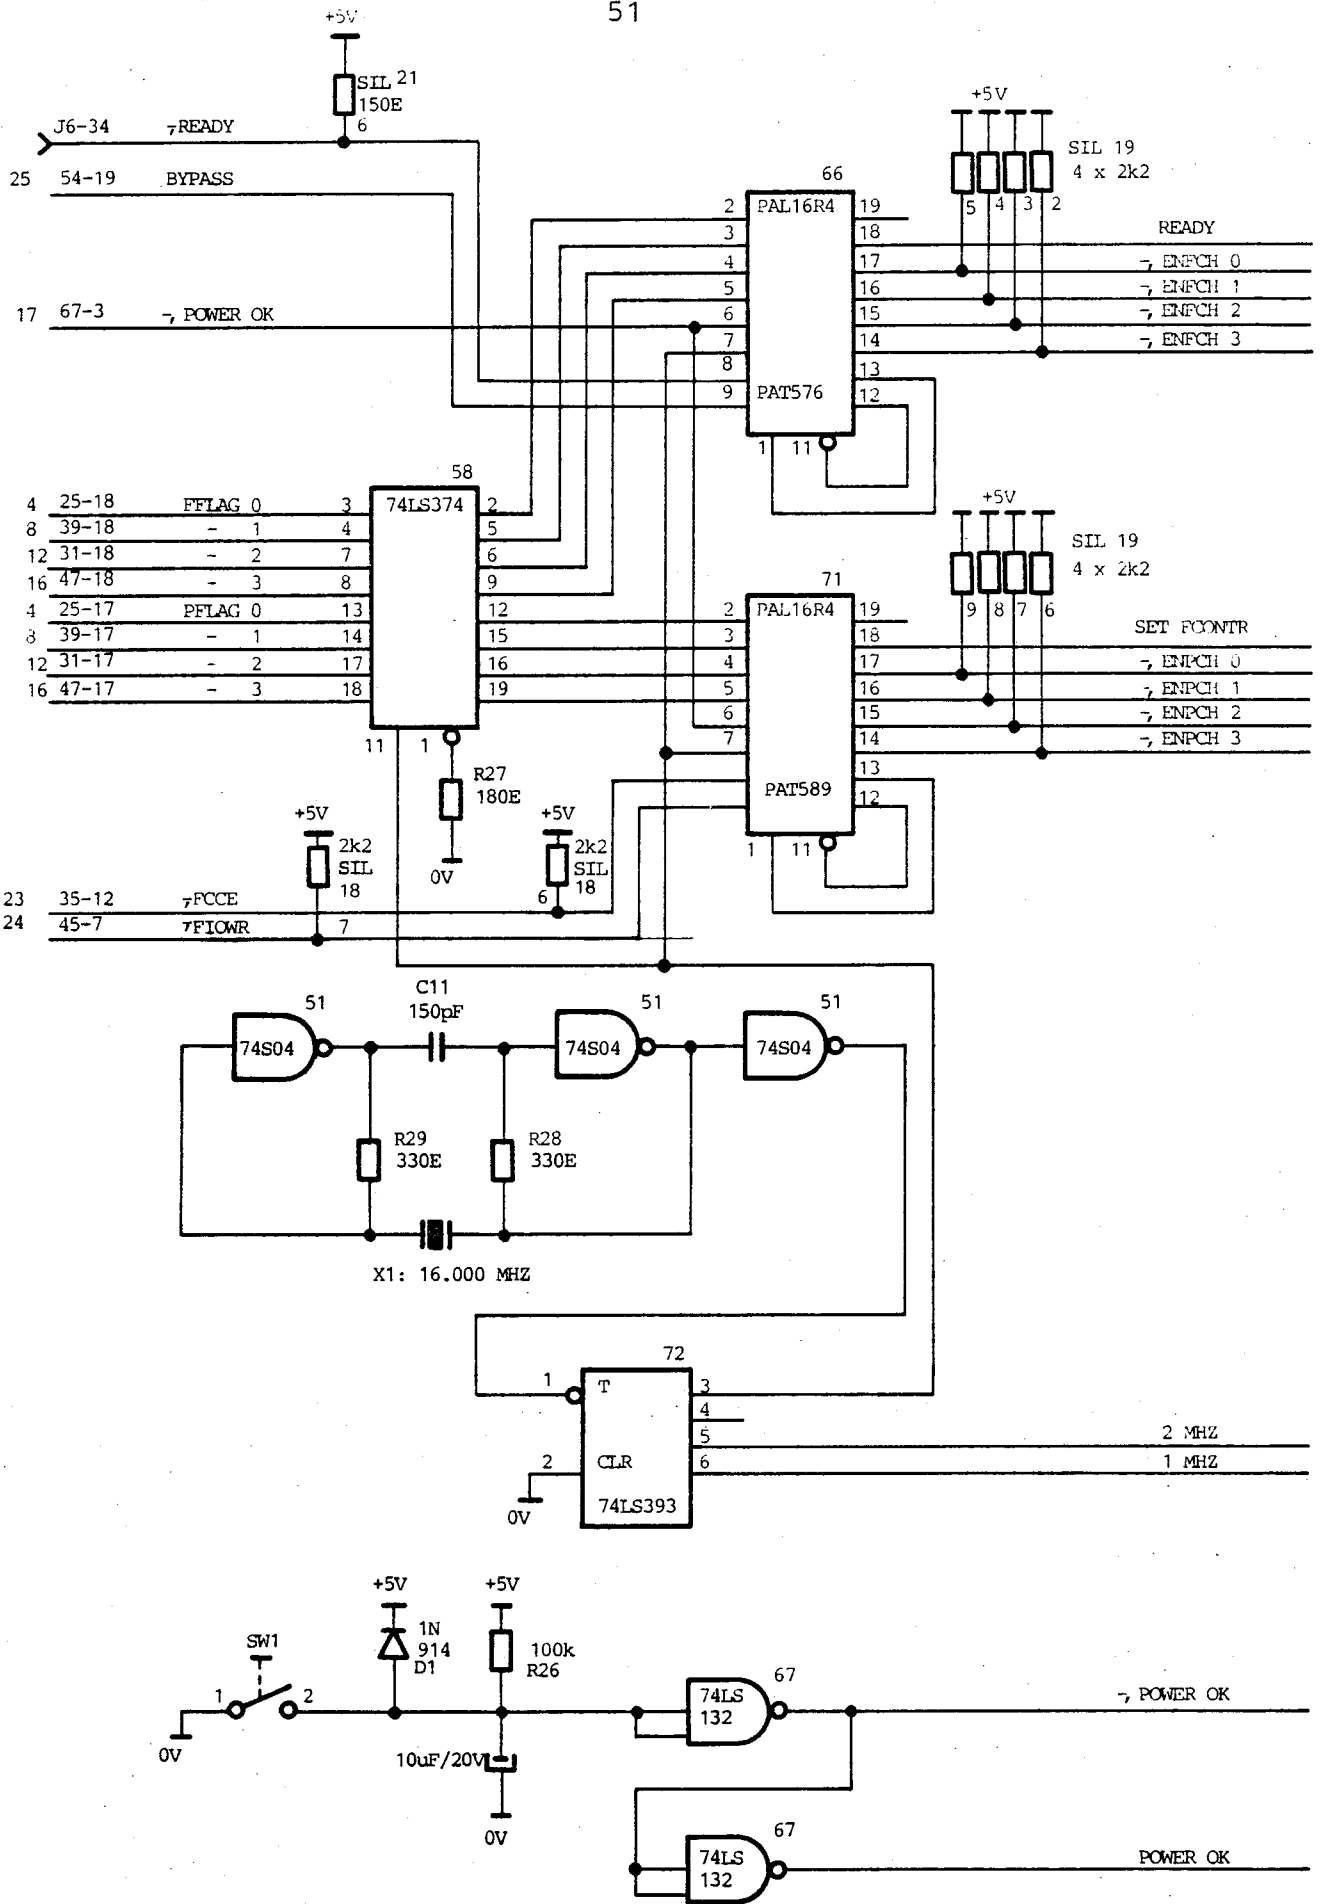 51
+5V
SIL 21
150E
6
J6-34 ¬,READY
25 54-19 BYPASS
17 67-3 ¬, POWER OK
66
PAL16R4
PAT576
2
3
4
5
6
7
8
9
19
18
17
16
15
14
13
12
1 11
+5V
SIL 19
4 x 2k2
5 4 3 2
READY
¬, ENFCH 0
¬, ENFCH 1
¬, ENFCH 2
¬, ENFCH 3
58
74LS374
4 25-18 FFLAG 0 3 2
8 39-18 - 1 4 5
12 31-18 - 2 7 6
16 47-18 - 3 8 9
4 25-17 PFLAG 0 13 12
8 39-17 - 1 14 15
12 31-17 - 2 17 16
16 47-17 - 3 18 19
11 1
R27
180E
0V
71
PAL16R4
PAT589
2
3
4
5
6
7
19
18
17
16
15
14
13
12
1 11
+5V
SIL 19
4 x 2k2
9 8 7 6
SET FCONTR
¬, ENPCH 0
¬, ENPCH 1
¬, ENPCH 2
¬, ENPCH 3
+5V
2k2
SIL
18
+5V
2k2
SIL
18
6
23 35-12 ¬,FCCE
24 45-7 ¬,FIOWR 7
51
74S04
C11
150pF
51
74S04
51
74S04
R29
330E
R28
330E
X1: 16.000 MHZ
72
1 T 3
4
5 2 MHZ
2 CLR 6 1 MHZ
74LS393
0V
+5V
+5V
1N
914
D1
100k
R26
SW1
1 2
0V
10uF/20V
0V
67
74LS
132
¬, POWER OK
67
74LS
132
POWER OK